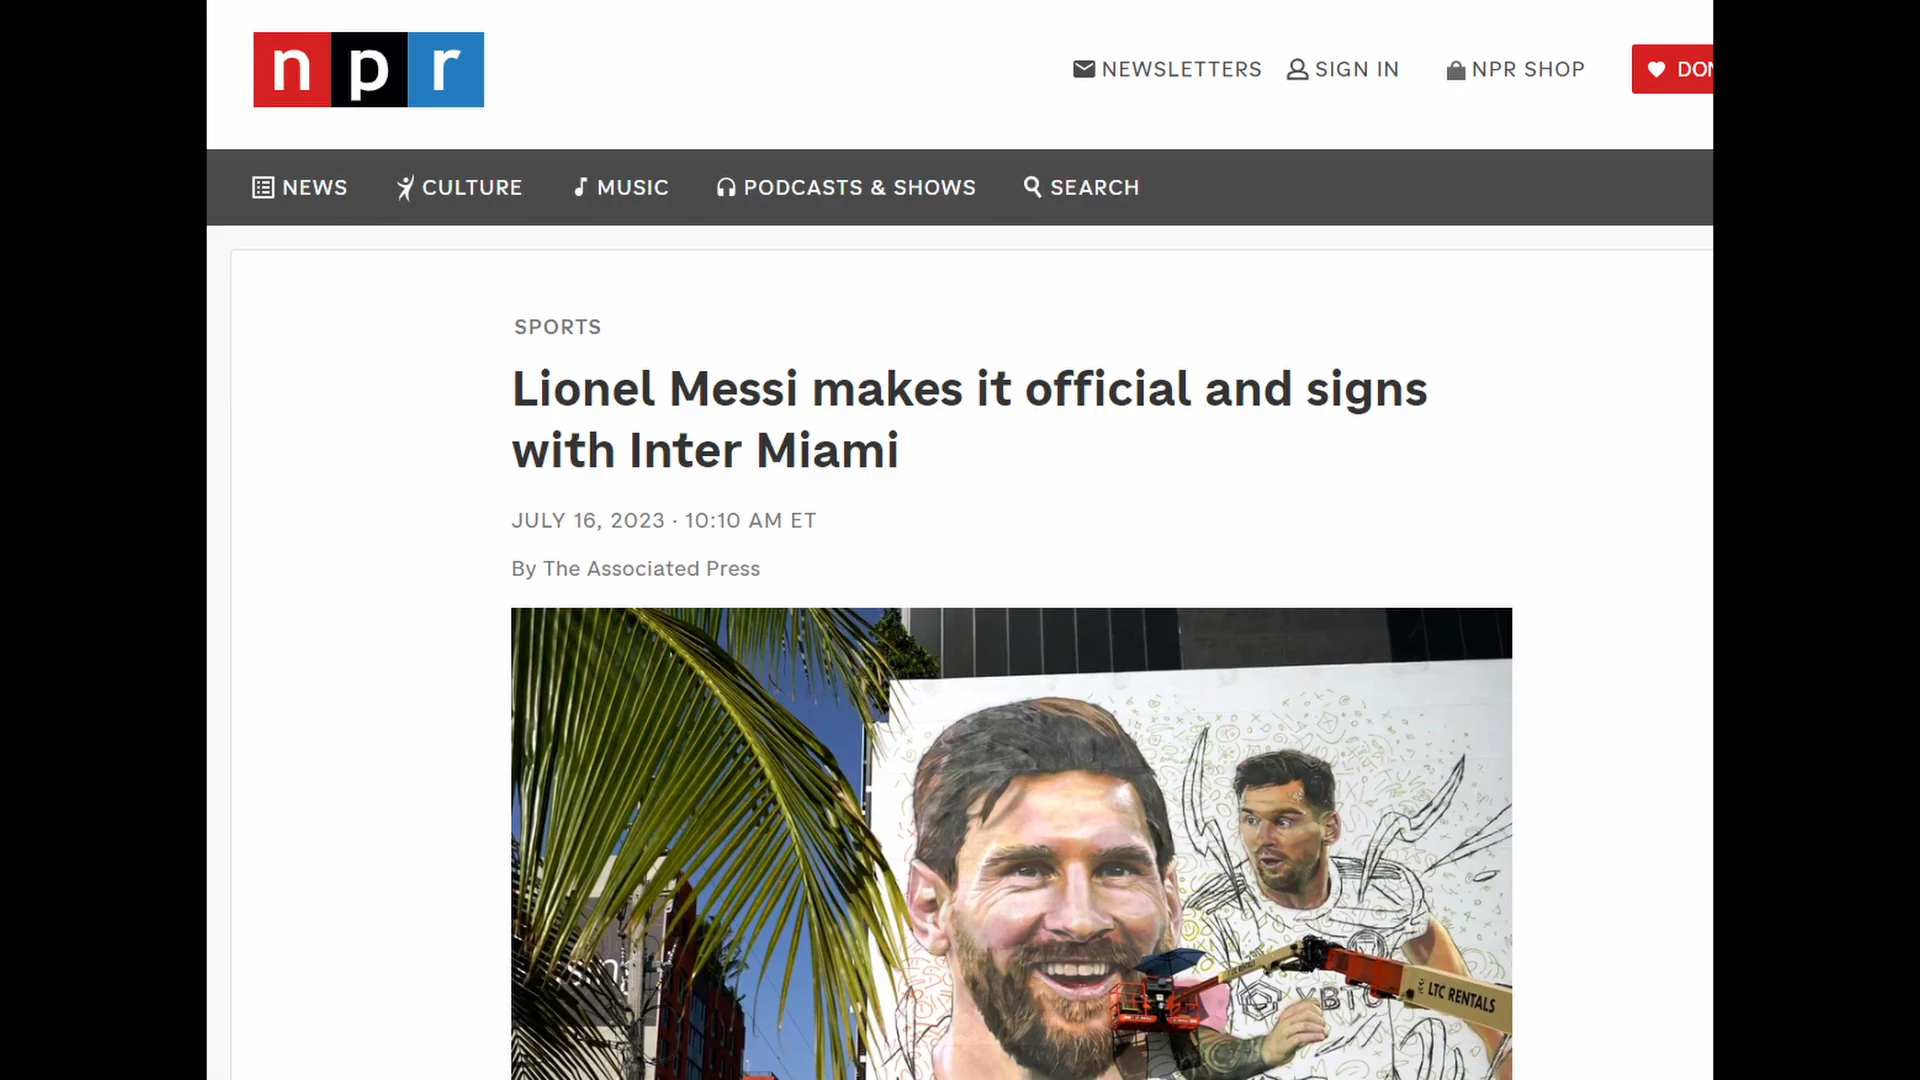 npr
NEWSLETTERS SIGN IN NPR SHOP
NEWS CULTURE MUSIC PODCASTS & SHOWS SEARCH
SPORTS
Lionel Messi makes it official and signs
with Inter Miami
JULY 16, 2023 · 10:10 AM ET
By The Associated Press
LTC RENTALS